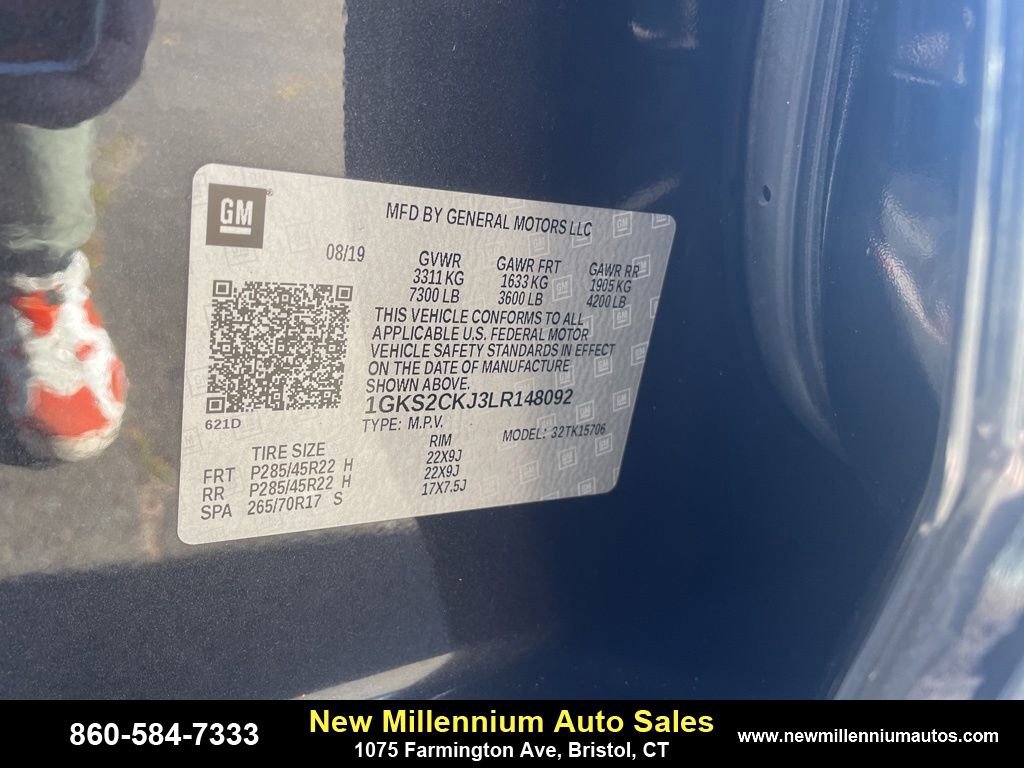 GM ®
MFD BY GENERAL MOTORS LLC
08/19
GVWR GAWR FRT GAWR RR
3311 KG 1633 KG 1905 KG
7300 LB 3600 LB 4200 LB
THIS VEHICLE CONFORMS TO ALL
APPLICABLE U.S. FEDERAL MOTOR
VEHICLE SAFETY STANDARDS IN EFFECT
ON THE DATE OF MANUFACTURE
SHOWN ABOVE.
1GKS2CKJ3LR148092
621D
TYPE: M.P.V. MODEL: 32TK15706
TIRE SIZE RIM
FRT P285/45R22 H 22X9J
RR P285/45R22 H 22X9J
SPA 265/70R17 S 17X7.5J
860-584-7333
New Millennium Auto Sales
1075 Farmington Ave, Bristol, CT
www.newmillenniumautos.com